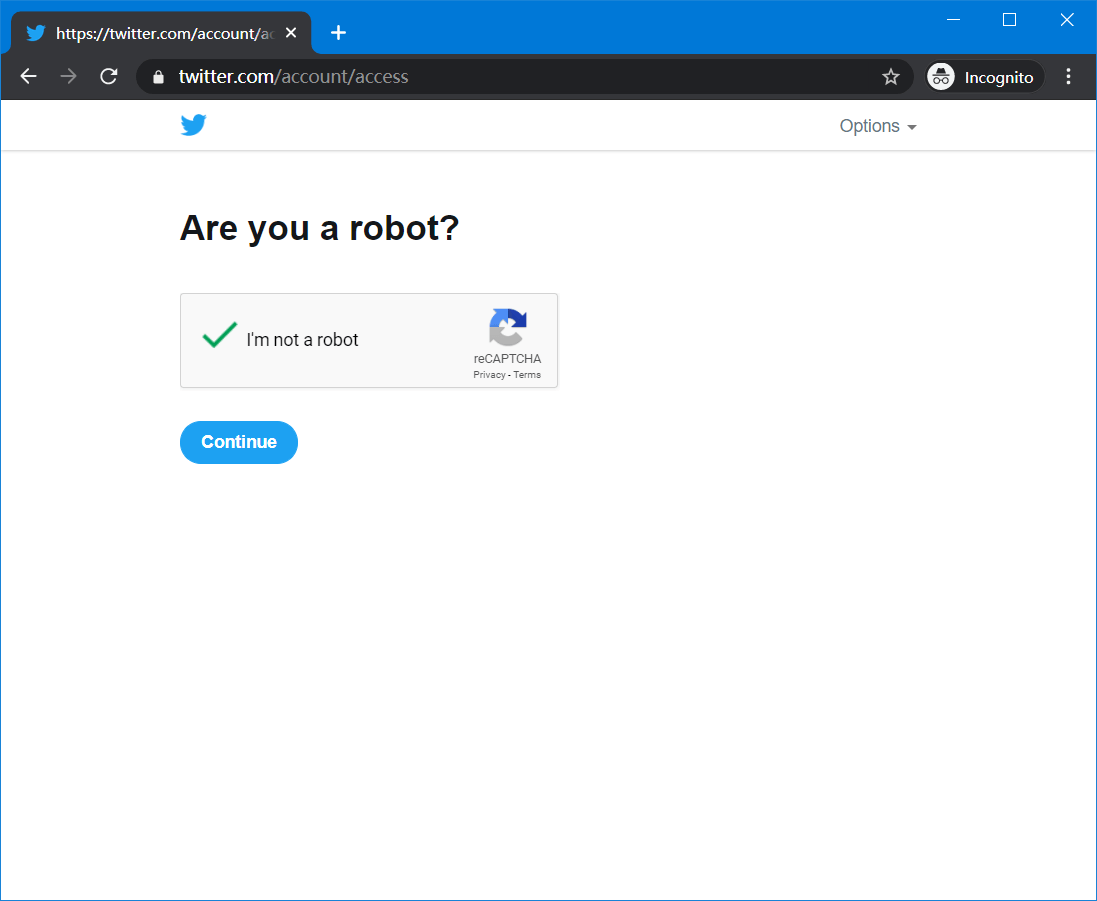 https://twitter.com/account/ac
twitter.com/account/access
Incognito
Options
Are you a robot?
I'm not a robot
reCAPTCHA
Privacy - Terms
Continue